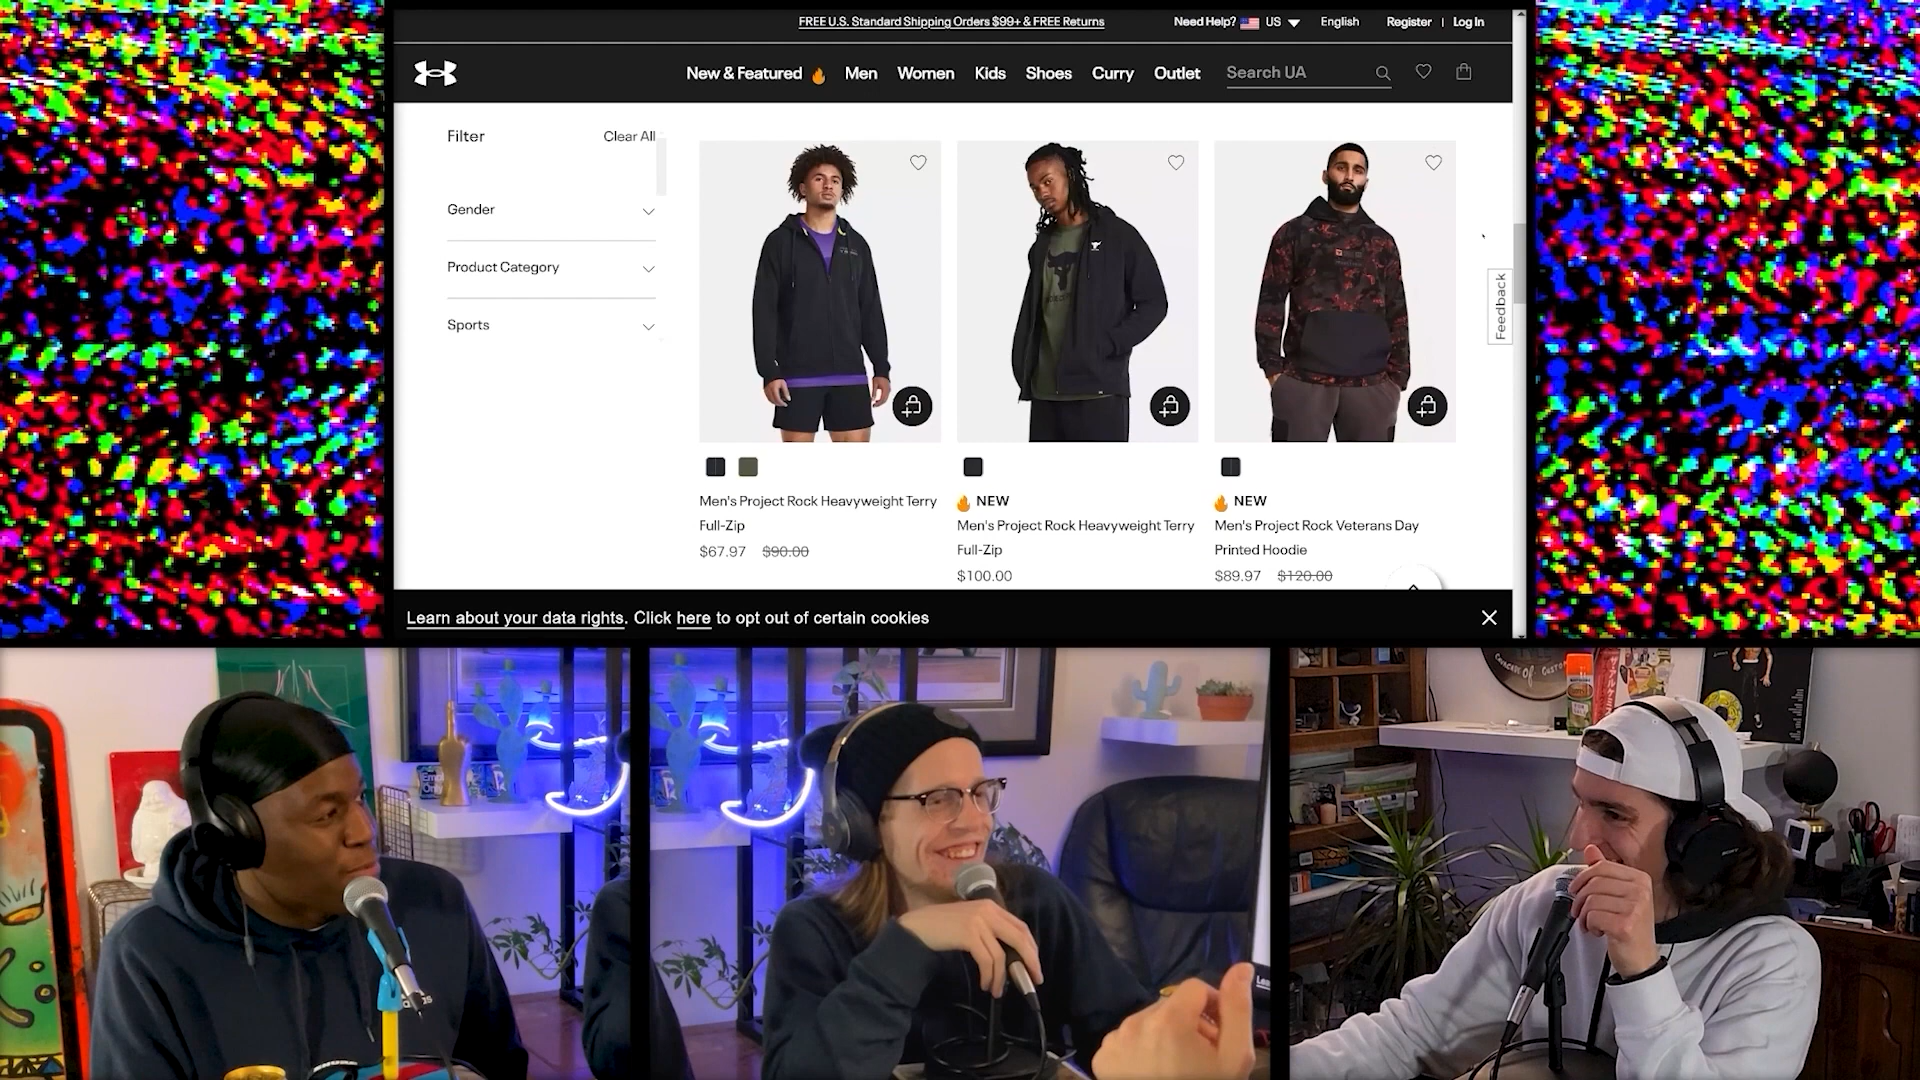 FREE U.S. Standard Shipping Orders $99+ & FREE Returns
Need Help? US English Register | Log In
New & Featured Men Women Kids Shoes Curry Outlet Search UA
Filter Clear All
Gender
Product Category
Sports
Feedback
Men's Project Rock Heavyweight Terry
Full-Zip
$67.97 $90.00
NEW
Men's Project Rock Heavyweight Terry
Full-Zip
$100.00
NEW
Men's Project Rock Veterans Day
Printed Hoodie
$89.97 $120.00
Learn about your data rights. Click here to opt out of certain cookies